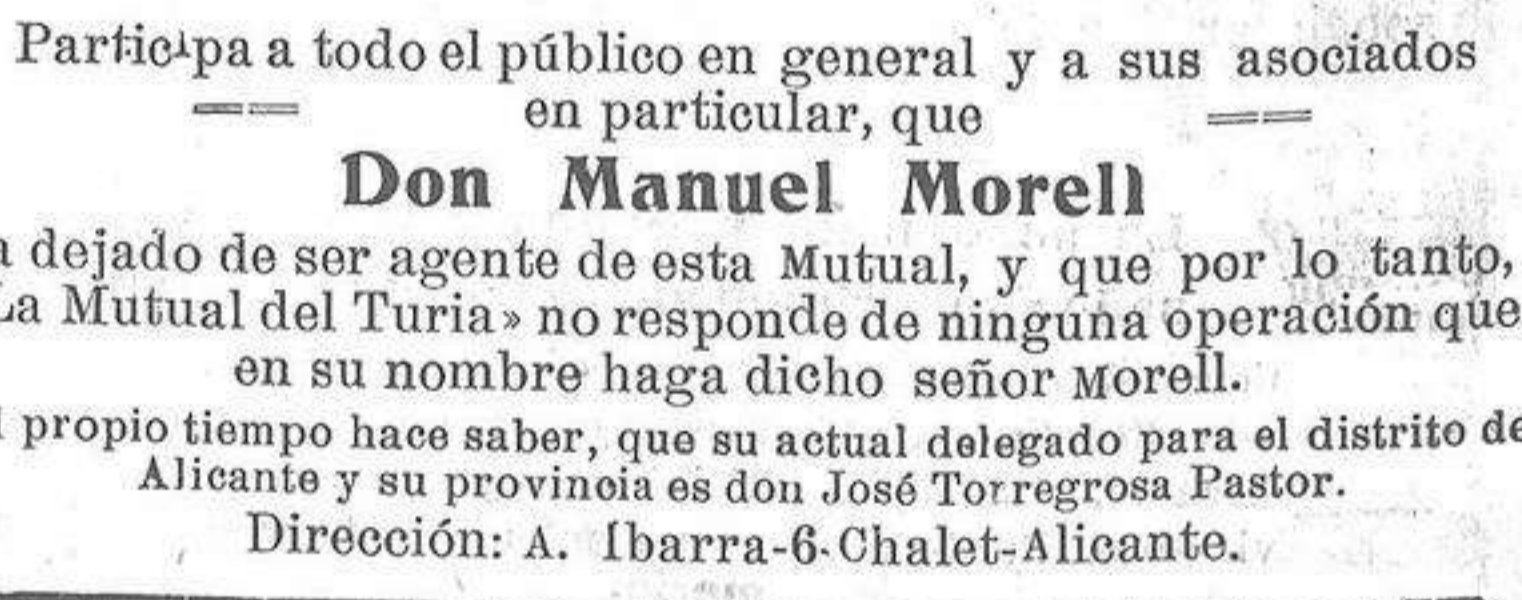 Participa a todo el público en general y a sus asociados
en particular, que
Don Manuel Morell
a dejado de ser agente de esta Mutual, y que por lo tanto,
La Mutual del Turia» no responde de ninguna operación que
en su nombre haga dicho señor Morell.
l propio tiempo hace saber, que su actual delegado para el distrito de
Alicante y su provincia es don José Torregrosa Pastor.
Dirección: A. Ibarra-6-Chalet-Alicante.